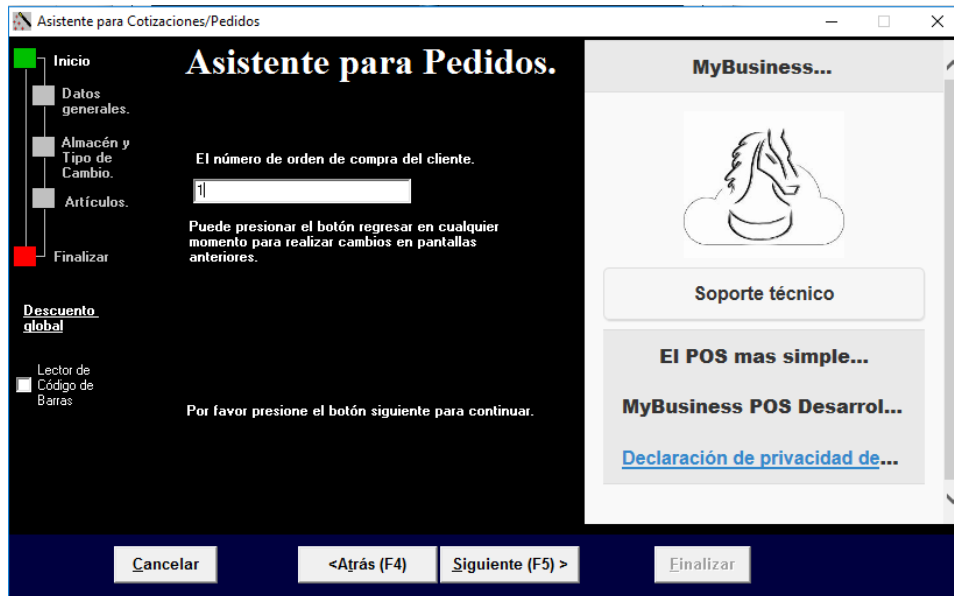 Asistente para Cotizaciones/Pedidos
Inicio
Datos
generales.
Almacén y
Tipo de
Cambio.
Artículos.
Finalizar
Descuento
global
Lector de
Código de
Barras
Asistente para Pedidos.
El número de orden de compra del cliente.
1
Puede presionar el botón regresar en cualquier
momento para realizar cambios en pantallas
anteriores.
Por favor presione el botón siguiente para continuar.
MyBusiness...
Soporte técnico
El POS mas simple...
MyBusiness POS Desarrol...
Declaración de privacidad de...
Cancelar
<Atrás (F4)
Siguiente (F5) >
Finalizar